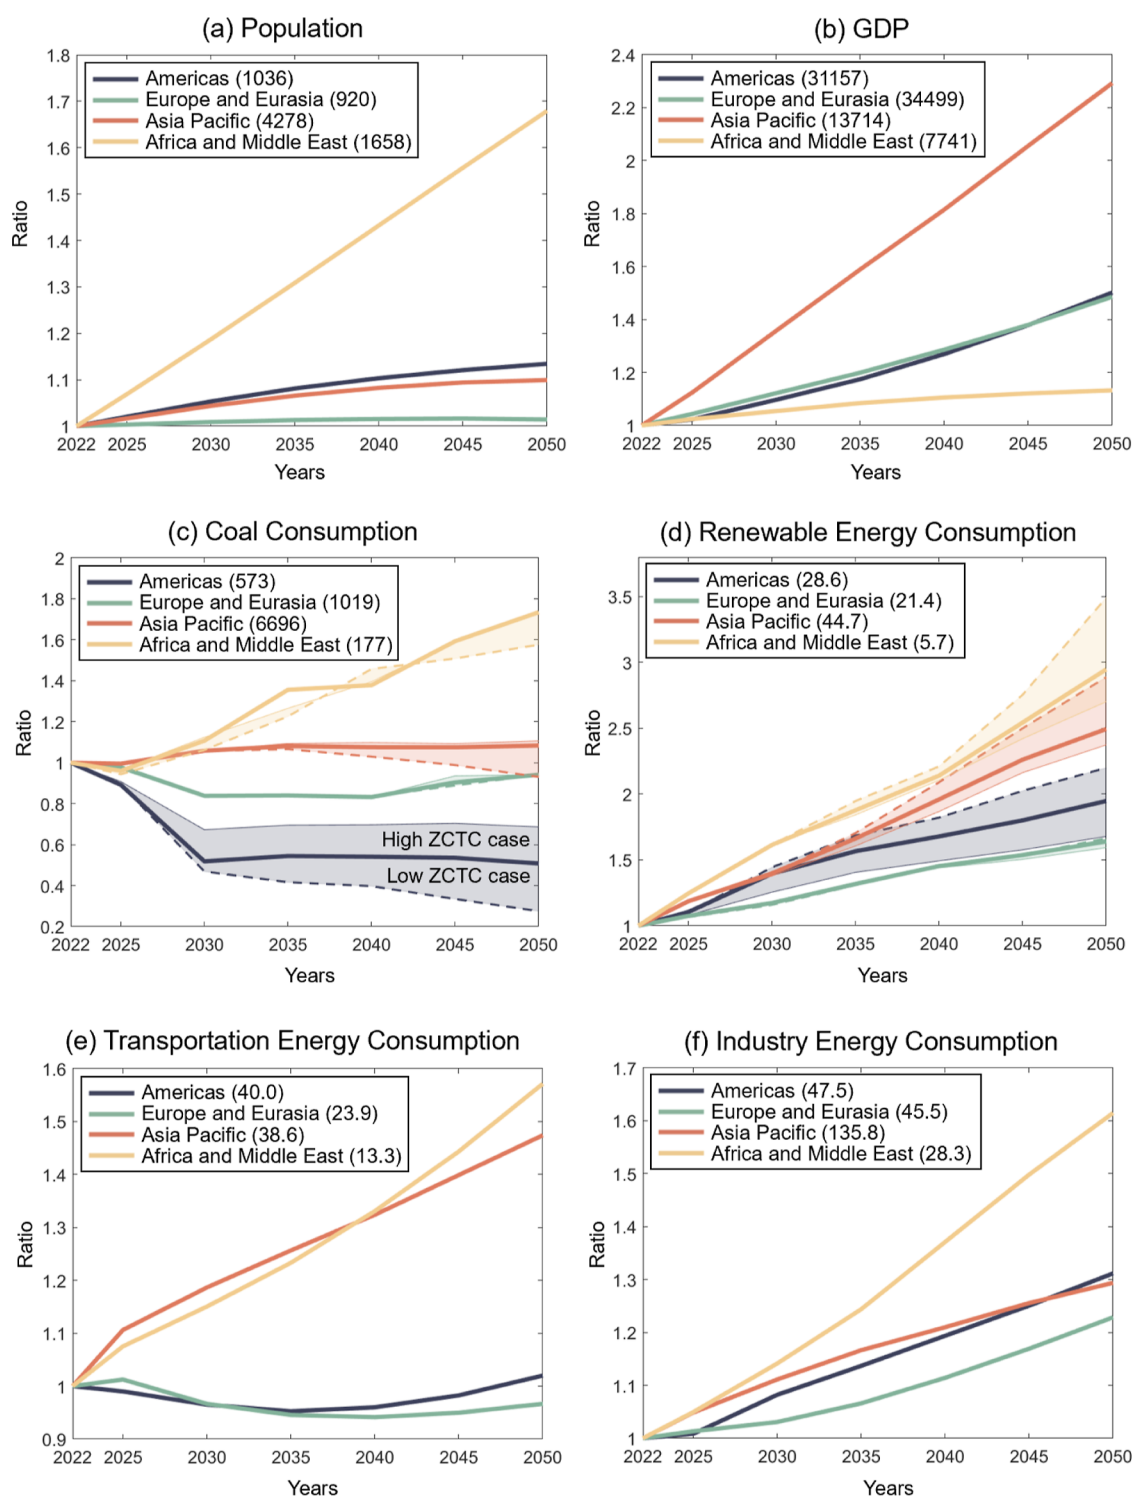 (a) Population
1.8
1.7
1.6
1.5
1.4
1.3
1.2
1.1
1
Ratio
Americas (1036)
Europe and Eurasia (920)
Asia Pacific (4278)
Africa and Middle East (1658)
2022 2025 2030 2035 2040 2045 2050
Years
(b) GDP
2.4
2.2
2
1.8
1.6
1.4
1.2
1
Ratio
Americas (31157)
Europe and Eurasia (34499)
Asia Pacific (13714)
Africa and Middle East (7741)
2022 2025 2030 2035 2040 2045 2050
Years
(c) Coal Consumption
2
1.8
1.6
1.4
1.2
1
0.8
0.6
0.4
0.2
Ratio
Americas (573)
Europe and Eurasia (1019)
Asia Pacific (6696)
Africa and Middle East (177)
High ZCTC case
Low ZCTC case
2022 2025 2030 2035 2040 2045 2050
Years
(d) Renewable Energy Consumption
3.5
3
2.5
2
1.5
1
Ratio
Americas (28.6)
Europe and Eurasia (21.4)
Asia Pacific (44.7)
Africa and Middle East (5.7)
2022 2025 2030 2035 2040 2045 2050
Years
(e) Transportation Energy Consumption
1.6
1.5
1.4
1.3
1.2
1.1
1
0.9
Ratio
Americas (40.0)
Europe and Eurasia (23.9)
Asia Pacific (38.6)
Africa and Middle East (13.3)
2022 2025 2030 2035 2040 2045 2050
Years
(f) Industry Energy Consumption
1.7
1.6
1.5
1.4
1.3
1.2
1.1
1
Ratio
Americas (47.5)
Europe and Eurasia (45.5)
Asia Pacific (135.8)
Africa and Middle East (28.3)
2022 2025 2030 2035 2040 2045 2050
Years